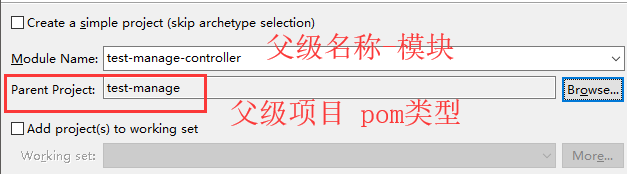 Create a simple project (skip archetype selection)
父级名称-模块
Module Name: test-manage-controller
Parent Project: test-manage Browse...
父级项目 pom类型
Add project(s) to working set
Working set: More...